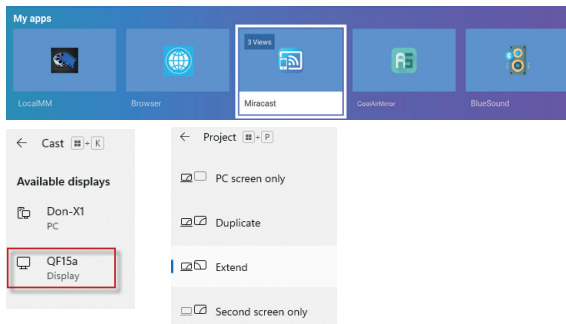 My apps
3 Views
LocalMM
Browser
Miracast
CoolAirMirror
BlueSound
Cast + K
Available displays
Don-X1
PC
QF15a
Display
Project + P
PC screen only
Duplicate
Extend
Second screen only